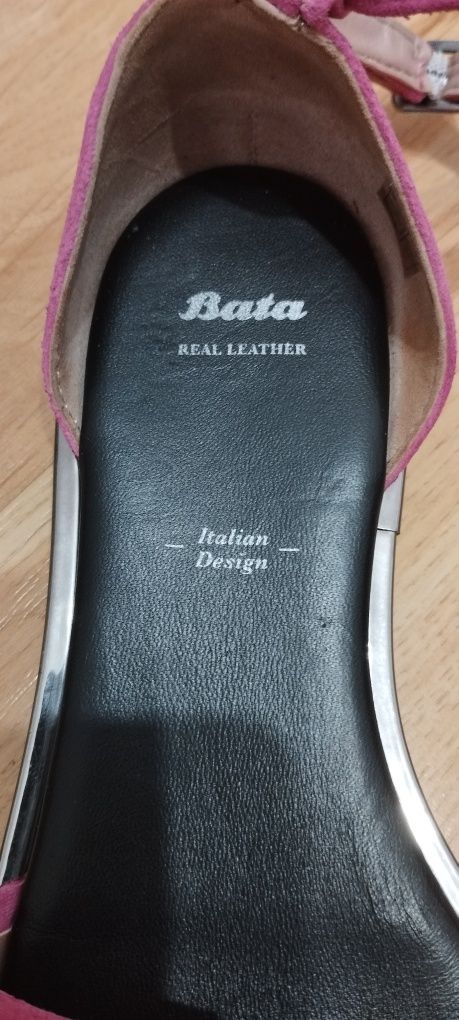 Bata
REAL LEATHER
— Italian —
Design